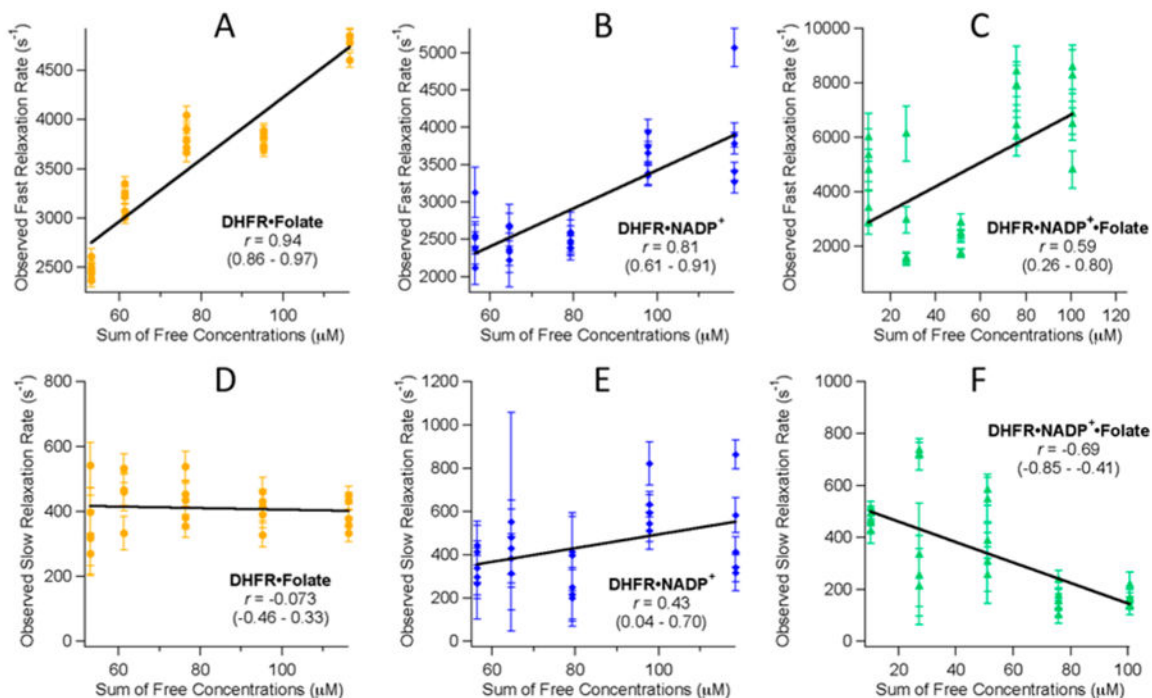 A
Observed Fast Relaxation Rate (s⁻¹)
4500
4000
3500
3000
2500
DHFR•Folate
r = 0.94
(0.86 - 0.97)
60 80 100
Sum of Free Concentrations (μM)
B
Observed Fast Relaxation Rate (s⁻¹)
5000
4500
4000
3500
3000
2500
2000
DHFR•NADP⁺
r = 0.81
(0.61 - 0.91)
60 80 100
Sum of Free Concentrations (μM)
C
Observed Fast Relaxation Rate (s⁻¹)
10000
8000
6000
4000
2000
DHFR•NADP⁺•Folate
r = 0.59
(0.26 - 0.80)
20 40 60 80 100 120
Sum of Free Concentrations (μM)
D
Observed Slow Relaxation Rate (s⁻¹)
800
600
400
200
0
DHFR•Folate
r = -0.073
(-0.46 - 0.33)
60 80 100
Sum of Free Concentrations (μM)
E
Observed Slow Relaxation Rate (s⁻¹)
1200
1000
800
600
400
200
0
DHFR•NADP⁺
r = 0.43
(0.04 - 0.70)
60 80 100
Sum of Free Concentrations (μM)
F
Observed Slow Relaxation Rate (s⁻¹)
1000
800
600
400
200
0
DHFR•NADP⁺•Folate
r = -0.69
(-0.85 - -0.41)
20 40 60 80 100
Sum of Free Concentrations (μM)